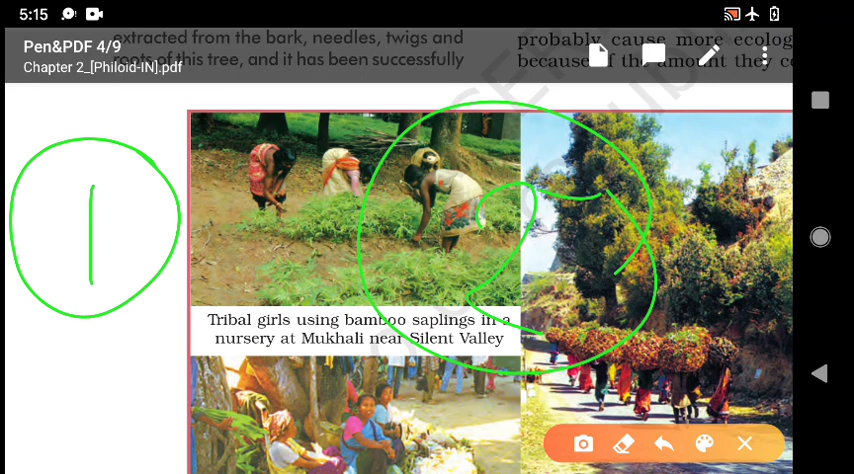 5:15
Pen&PDF 4/9
Chapter 2_[Philoid-IN].pdf
extracted from the bark, needles, twigs and
roots of this tree, and it has been successfully
probably cause more ecolog
because of the amount they co
1
2
Tribal girls using bamboo saplings in a
nursery at Mukhali near Silent Valley